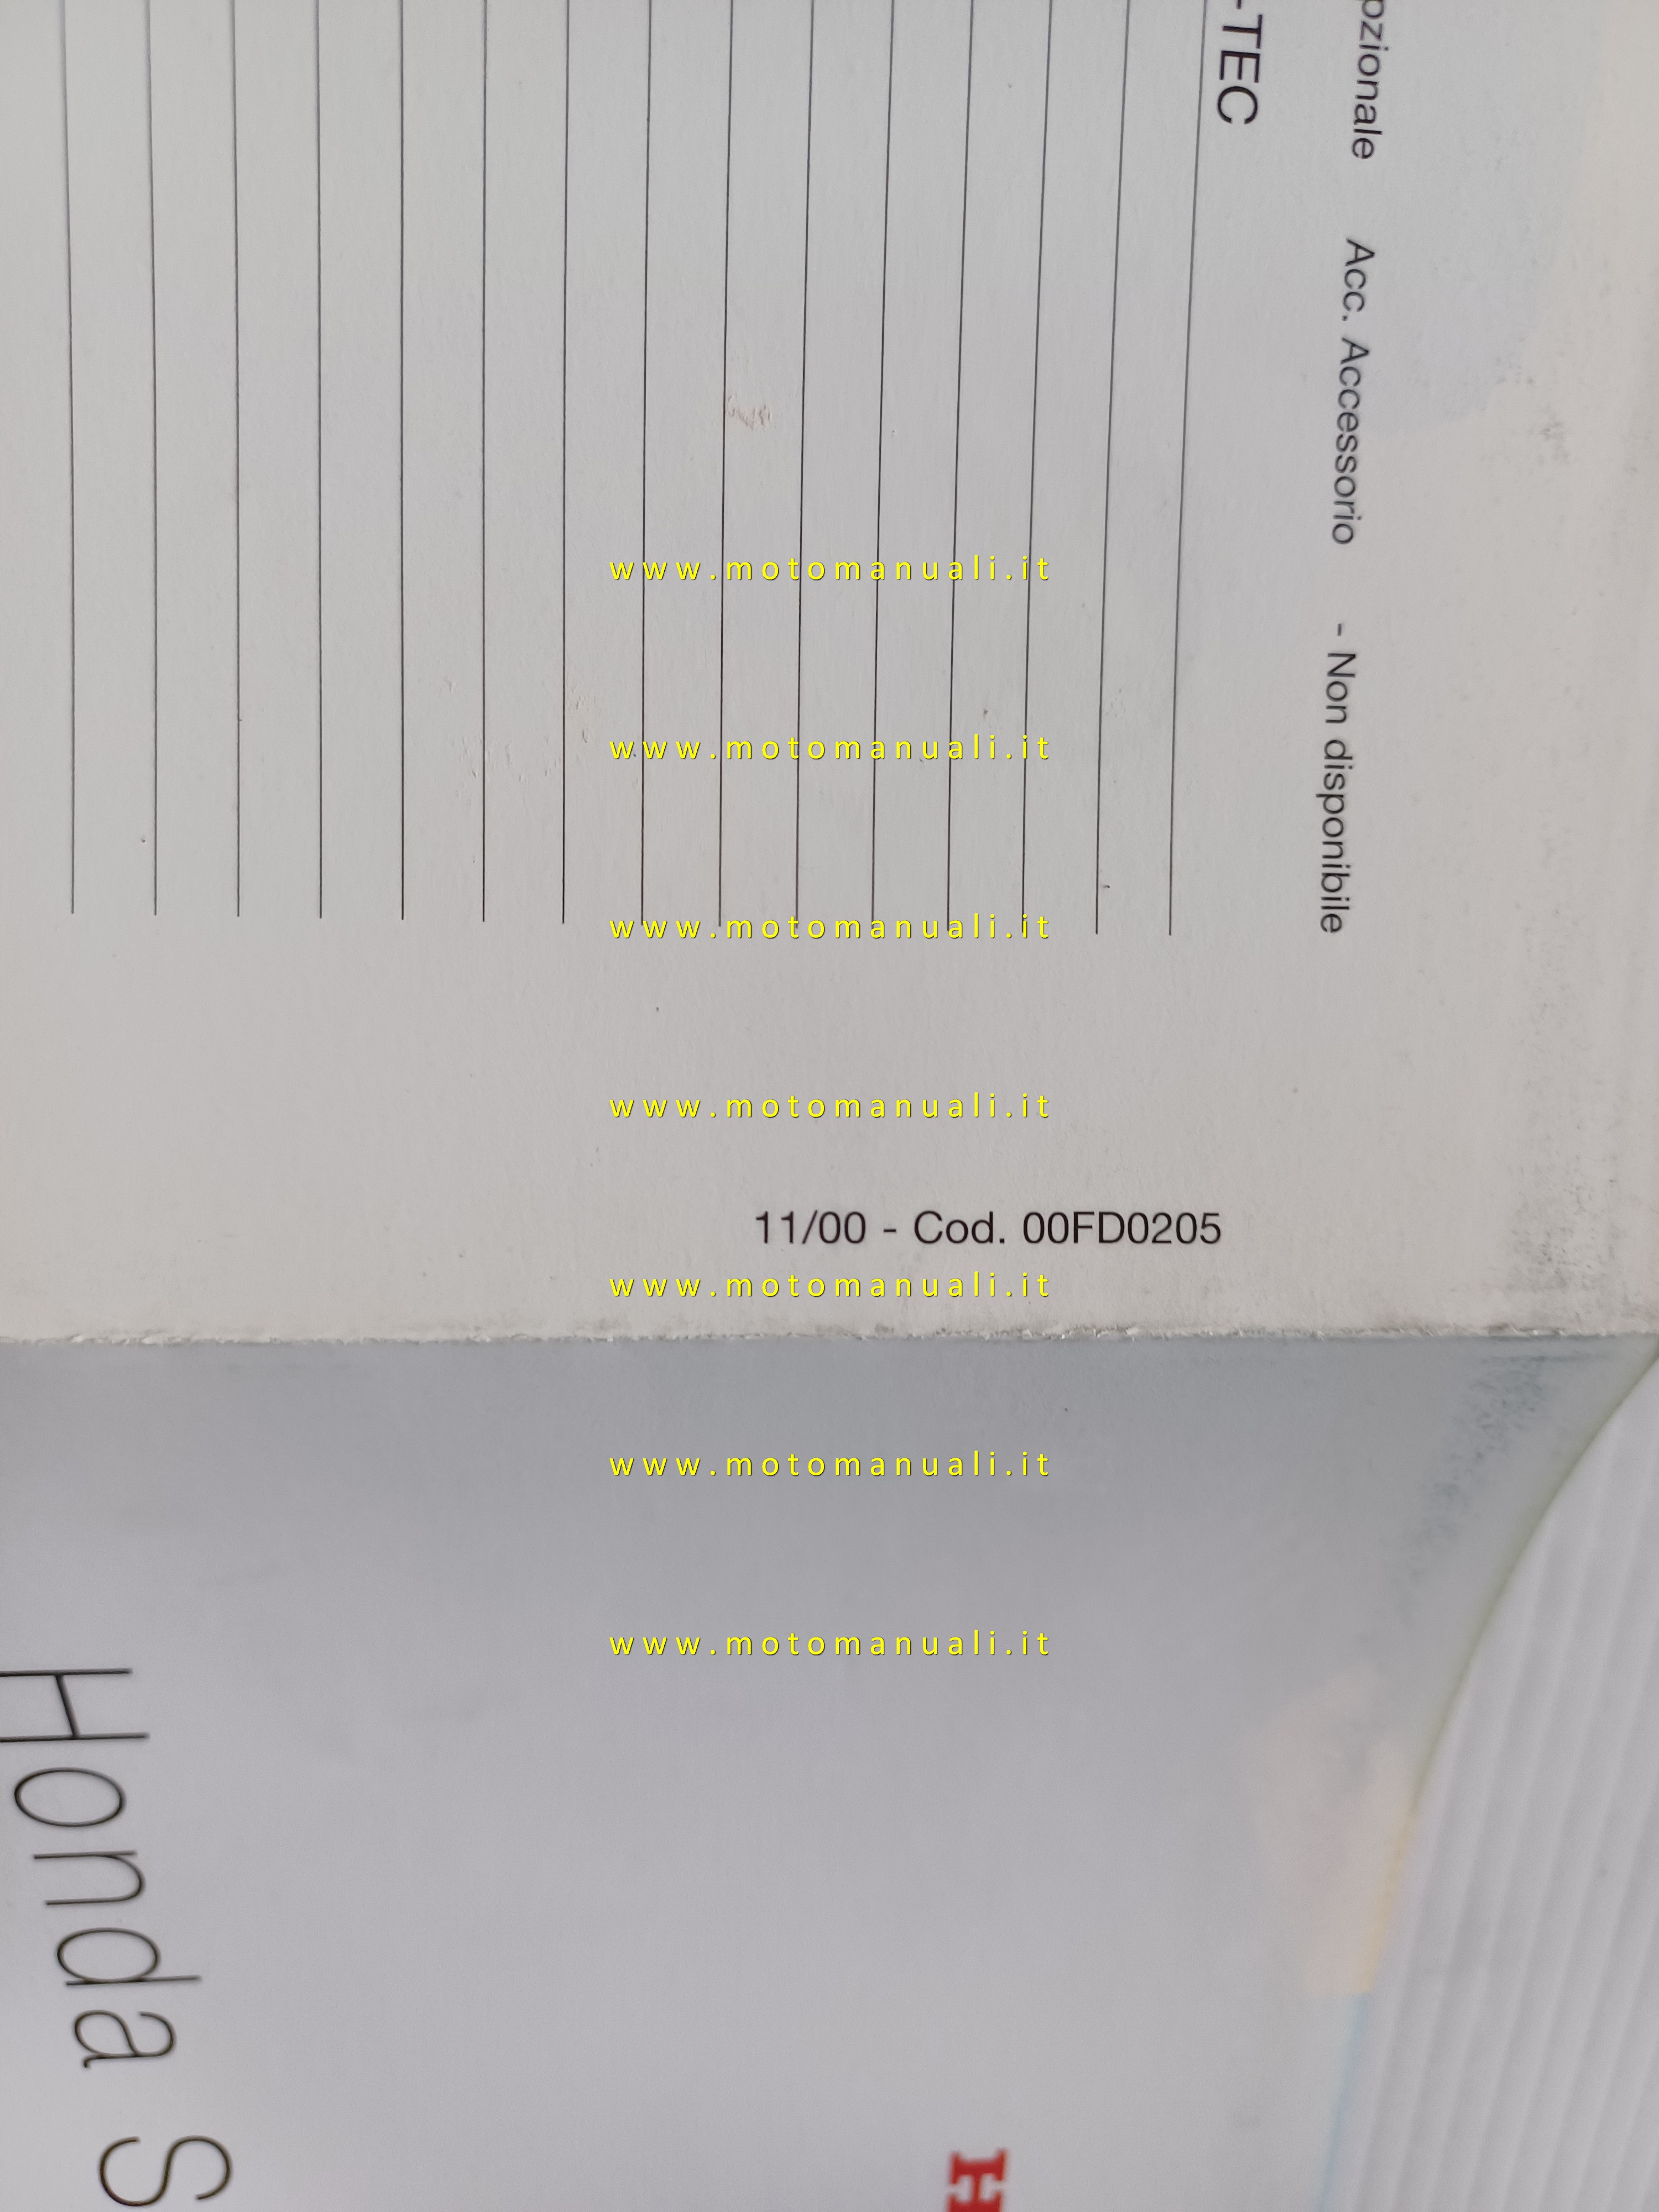 -TEC
pzionale Acc. Accessorio - Non disponibile
www.motomanuali.it
www.motomanuali.it
www.motomanuali.it
www.motomanuali.it
11/00 - Cod. 00FD0205
www.motomanuali.it
www.motomanuali.it
www.motomanuali.it
Honda S
H